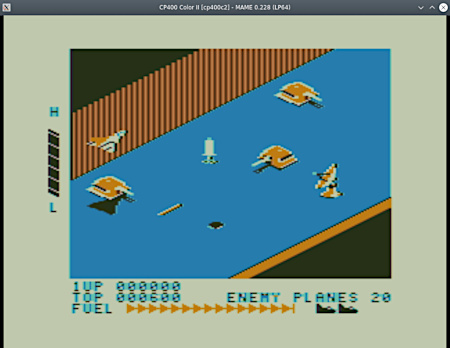 CP400 Color II [cp400c2] - MAME 0.228 (LP64)
H
L
1UP 000000
TOP 000600 ENEMY PLANES 20
FUEL